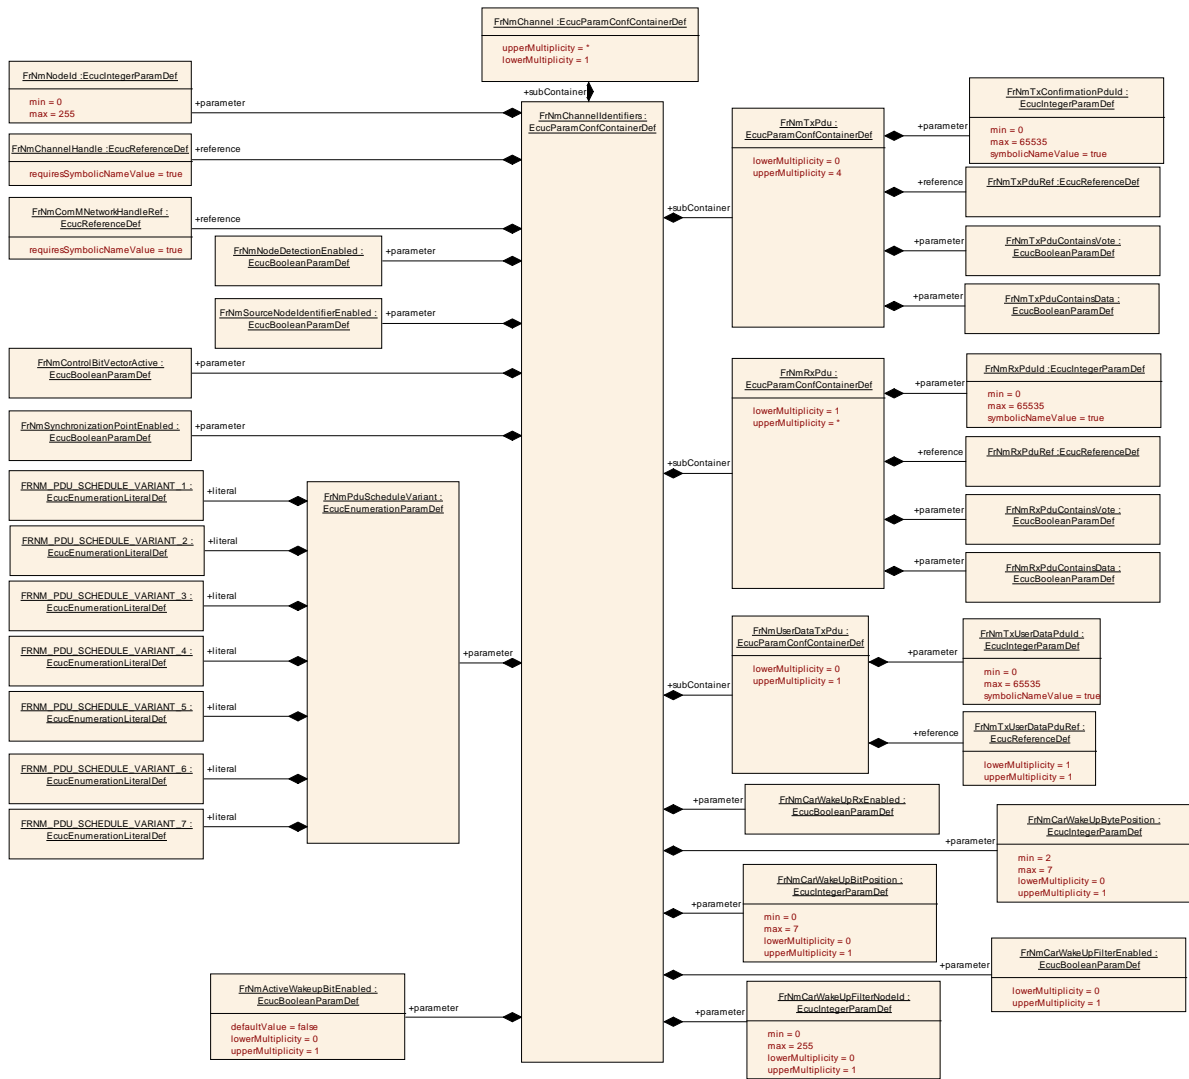 FrNmChannel :EcucParamConfContainerDef
upperMultiplicity = *
lowerMultiplicity = 1
+subContainer
FrNmChannelIdentifiers :
EcucParamConfContainerDef
FrNmNodeId :EcucIntegerParamDef
min = 0
max = 255
+parameter
FrNmChannelHandle :EcucReferenceDef
requiresSymbolicNameValue = true
+reference
FrNmComMNetworkHandleRef :
EcucReferenceDef
requiresSymbolicNameValue = true
+reference
FrNmNodeDetectionEnabled :
EcucBooleanParamDef
+parameter
FrNmSourceNodeIdentifierEnabled :
EcucBooleanParamDef
+parameter
FrNmControlBitVectorActive :
EcucBooleanParamDef
+parameter
FrNmSynchronizationPointEnabled :
EcucBooleanParamDef
+parameter
FRNM_PDU_SCHEDULE_VARIANT_1 :
EcucEnumerationLiteralDef
+literal
FRNM_PDU_SCHEDULE_VARIANT_2 :
EcucEnumerationLiteralDef
+literal
FRNM_PDU_SCHEDULE_VARIANT_3 :
EcucEnumerationLiteralDef
+literal
FRNM_PDU_SCHEDULE_VARIANT_4 :
EcucEnumerationLiteralDef
+literal
FRNM_PDU_SCHEDULE_VARIANT_5 :
EcucEnumerationLiteralDef
+literal
FRNM_PDU_SCHEDULE_VARIANT_6 :
EcucEnumerationLiteralDef
+literal
FRNM_PDU_SCHEDULE_VARIANT_7 :
EcucEnumerationLiteralDef
+literal
FrNmPduScheduleVariant :
EcucEnumerationParamDef
+parameter
FrNmActiveWakeupBitEnabled :
EcucBooleanParamDef
defaultValue = false
lowerMultiplicity = 0
upperMultiplicity = 1
+parameter
FrNmTxPdu :
EcucParamConfContainerDef
lowerMultiplicity = 0
upperMultiplicity = 4
+subContainer
+parameter
FrNmTxConfirmationPduId :
EcucIntegerParamDef
min = 0
max = 65535
symbolicNameValue = true
+reference
FrNmTxPduRef :EcucReferenceDef
+parameter
FrNmTxPduContainsVote :
EcucBooleanParamDef
+parameter
FrNmTxPduContainsData :
EcucBooleanParamDef
FrNmRxPdu :
EcucParamConfContainerDef
lowerMultiplicity = 1
upperMultiplicity = *
+subContainer
+parameter
FrNmRxPduId :EcucIntegerParamDef
min = 0
max = 65535
symbolicNameValue = true
+reference
FrNmRxPduRef :EcucReferenceDef
+parameter
FrNmRxPduContainsVote :
EcucBooleanParamDef
+parameter
FrNmRxPduContainsData :
EcucBooleanParamDef
FrNmUserDataTxPdu :
EcucParamConfContainerDef
lowerMultiplicity = 0
upperMultiplicity = 1
+subContainer
+parameter
FrNmTxUserDataPduId :
EcucIntegerParamDef
min = 0
max = 65535
symbolicNameValue = true
+reference
FrNmTxUserDataPduRef :
EcucReferenceDef
lowerMultiplicity = 1
upperMultiplicity = 1
+parameter
FrNmCarWakeUpRxEnabled :
EcucBooleanParamDef
+parameter
FrNmCarWakeUpBytePosition :
EcucIntegerParamDef
min = 2
max = 7
lowerMultiplicity = 0
upperMultiplicity = 1
+parameter
FrNmCarWakeUpBitPosition :
EcucIntegerParamDef
min = 0
max = 7
lowerMultiplicity = 0
upperMultiplicity = 1
+parameter
FrNmCarWakeUpFilterEnabled :
EcucBooleanParamDef
lowerMultiplicity = 0
upperMultiplicity = 1
+parameter
FrNmCarWakeUpFilterNodeId :
EcucIntegerParamDef
min = 0
max = 255
lowerMultiplicity = 0
upperMultiplicity = 1